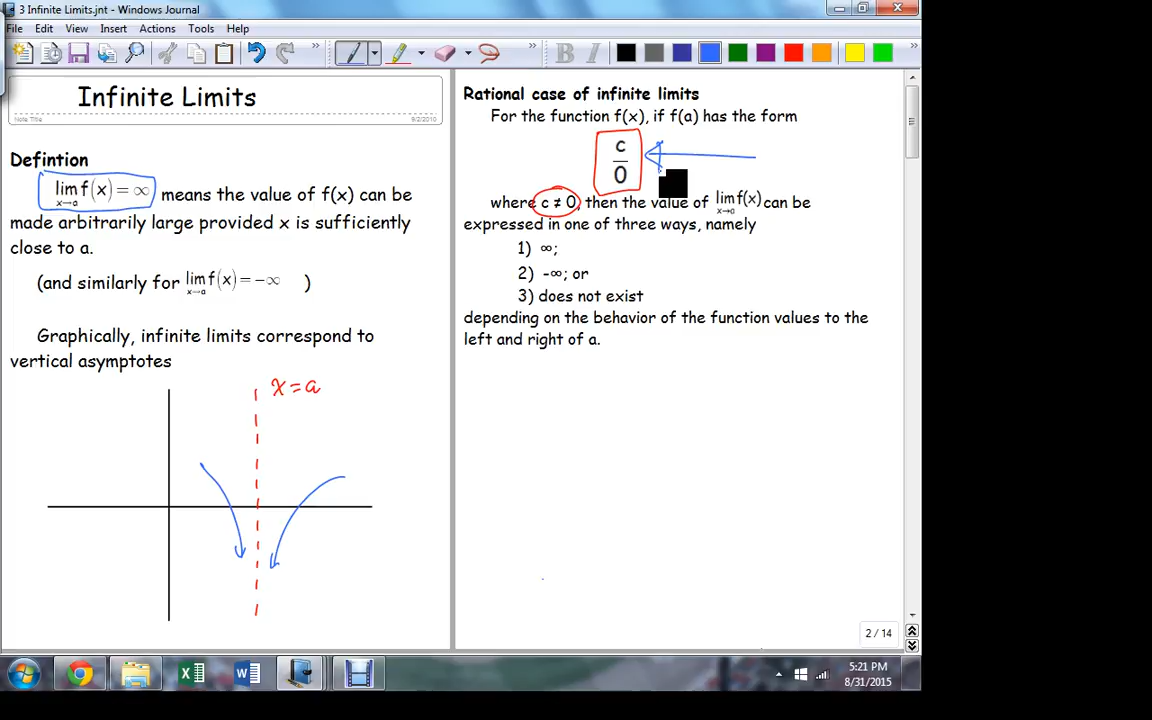 3 Infinite Limits.jnt - Windows Journal
File Edit View Insert Actions Tools Help
Infinite Limits
Note Title
9/2/2010
Defintion
lim f(x) = ∞ means the value of f(x) can be
x→a
made arbitrarily large provided x is sufficiently
close to a.
(and similarly for lim f(x) = -∞ )
x→a
Graphically, infinite limits correspond to
vertical asymptotes
x = a
Rational case of infinite limits
For the function f(x), if f(a) has the form
c
0
where c ≠ 0, then the value of lim f(x) can be
x→a
expressed in one of three ways, namely
1) ∞;
2) -∞; or
3) does not exist
depending on the behavior of the function values to the
left and right of a.
2 / 14
5:21 PM
8/31/2015